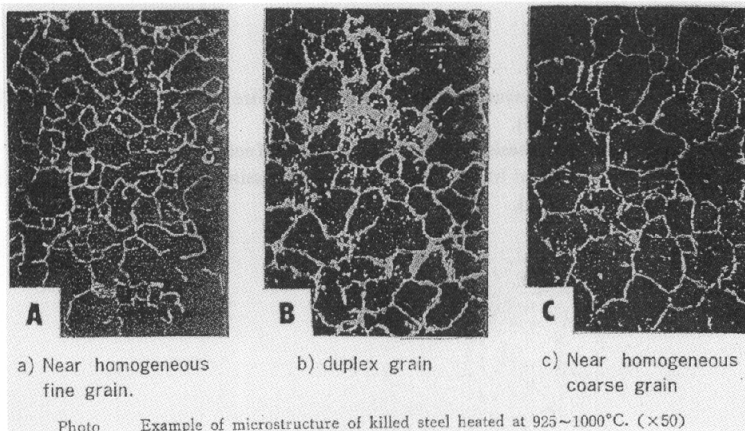 A
B
C
a) Near homogeneous
fine grain.
b) duplex grain
c) Near homogeneous
coarse grain
Photo Example of microstructure of killed steel heated at 925~1000°C. (×50)